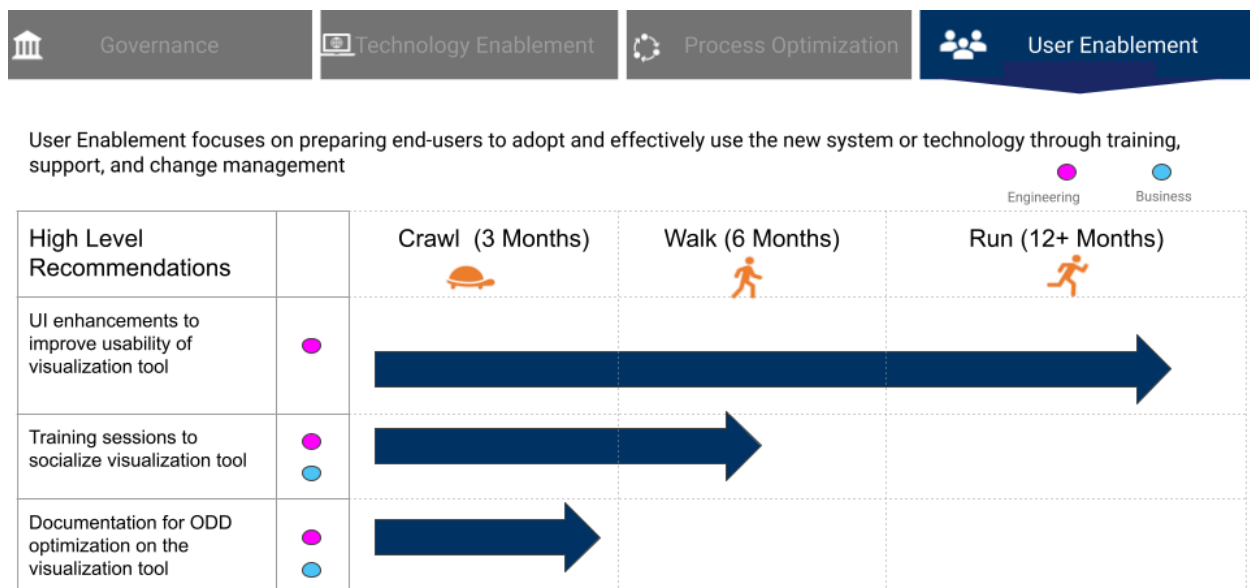 Governance
Technology Enablement
Process Optimization
User Enablement
User Enablement focuses on preparing end-users to adopt and effectively use the new system or technology through training,
support, and change management
Engineering
Business
High Level
Recommendations
Crawl (3 Months)
Walk (6 Months)
Run (12+ Months)
UI enhancements to
improve usability of
visualization tool
Training sessions to
socialize visualization tool
Documentation for ODD
optimization on the
visualization tool